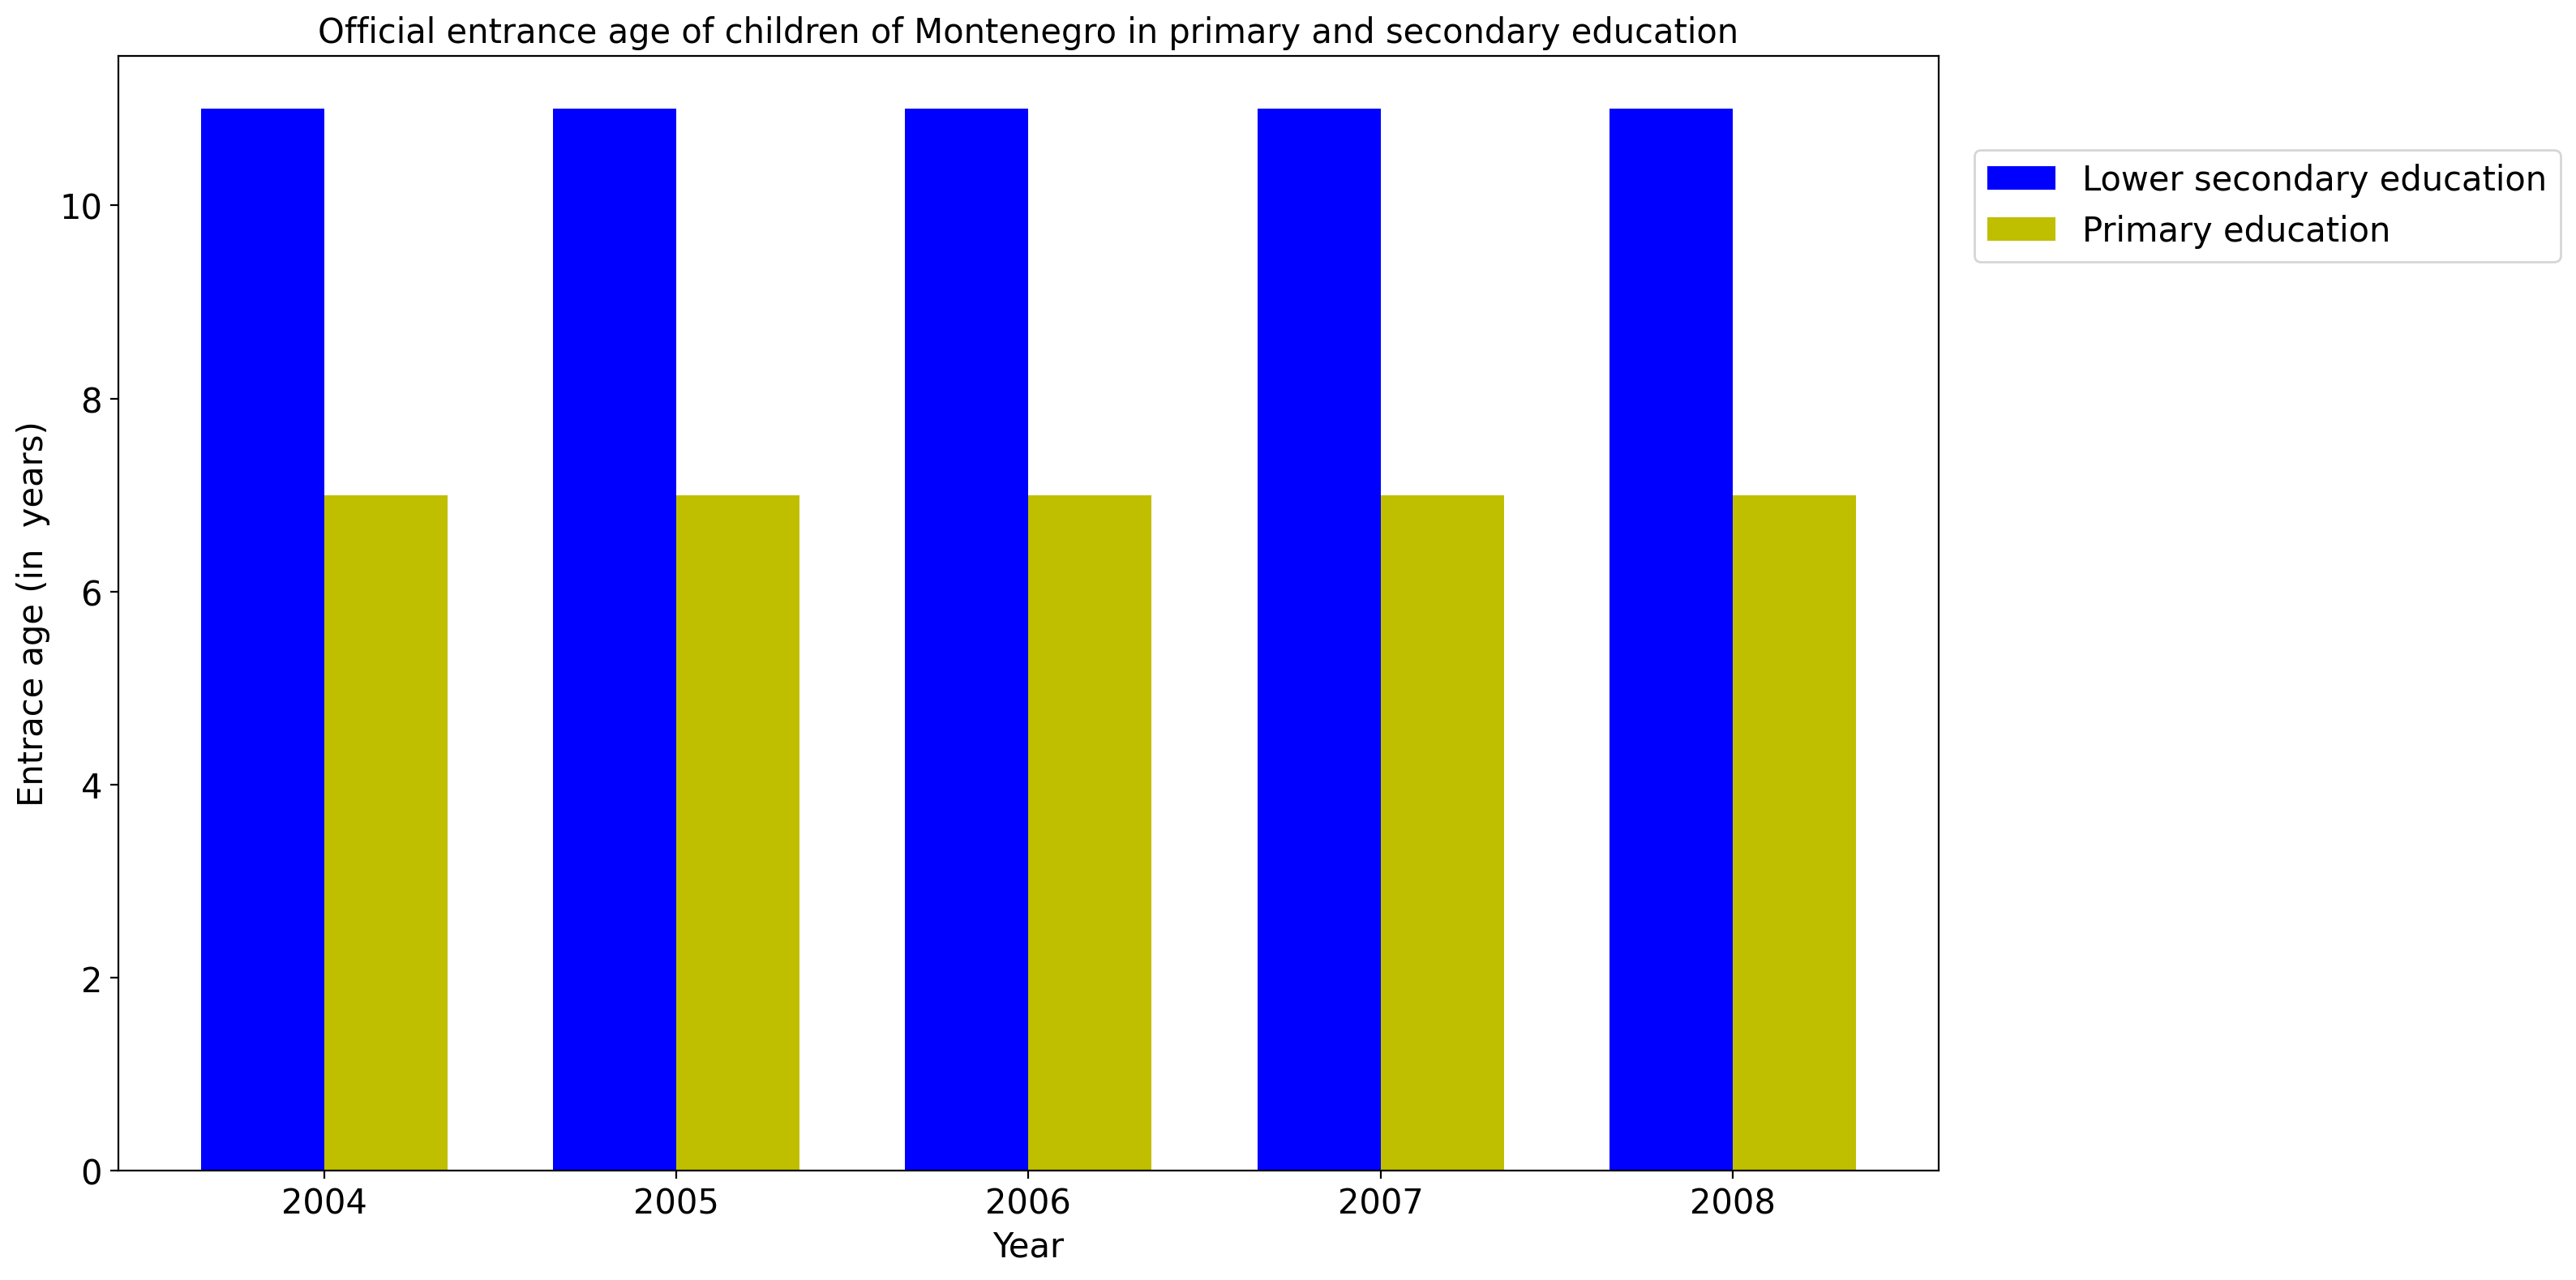 Official entrance age of children of Montenegro in primary and secondary education
Lower secondary education
Primary education
Entrace age (in  years)
10
8
6
4
2
0
2004 2005 2006 2007 2008
Year